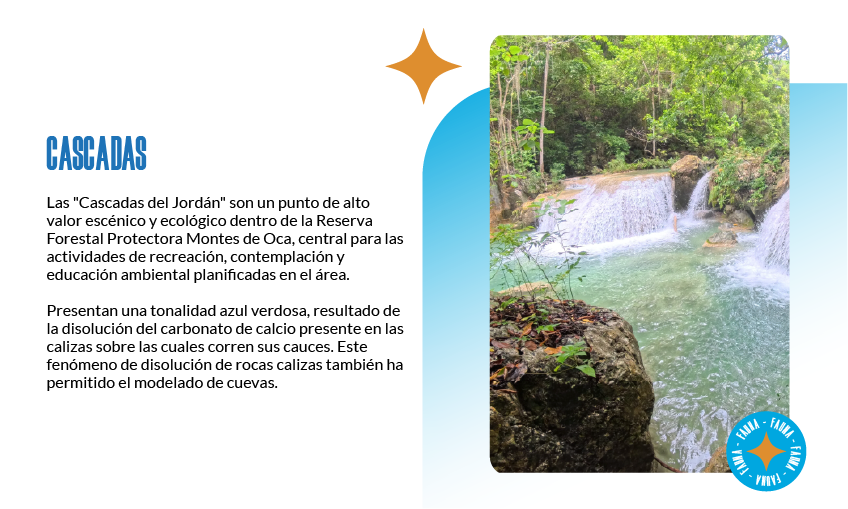 CASCADAS
Las "Cascadas del Jordán" son un punto de alto
valor escénico y ecológico dentro de la Reserva
Forestal Protectora Montes de Oca, central para las
actividades de recreación, contemplación y
educación ambiental planificadas en el área.
Presentan una tonalidad azul verdosa, resultado de
la disolución del carbonato de calcio presente en las
calizas sobre las cuales corren sus cauces. Este
fenómeno de disolución de rocas calizas también ha
permitido el modelado de cuevas.
FAUNA - FAUNA - FAUNA - FAUNA - FAUNA -